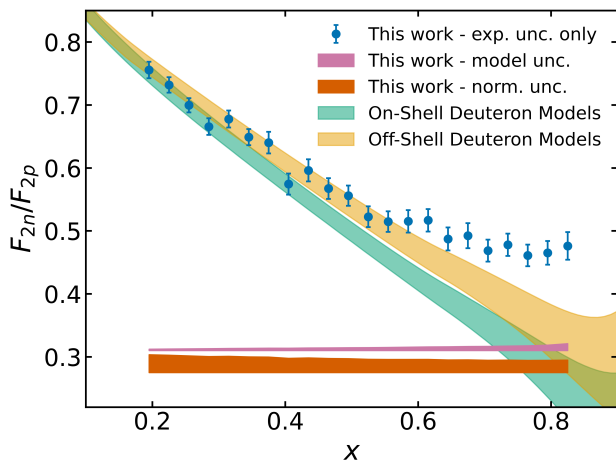 This work - exp. unc. only
This work - model unc.
This work - norm. unc.
On-Shell Deuteron Models
Off-Shell Deuteron Models
0.8
0.7
0.6
0.5
0.4
0.3
F2n/F2p
0.2 0.4 0.6 0.8
x